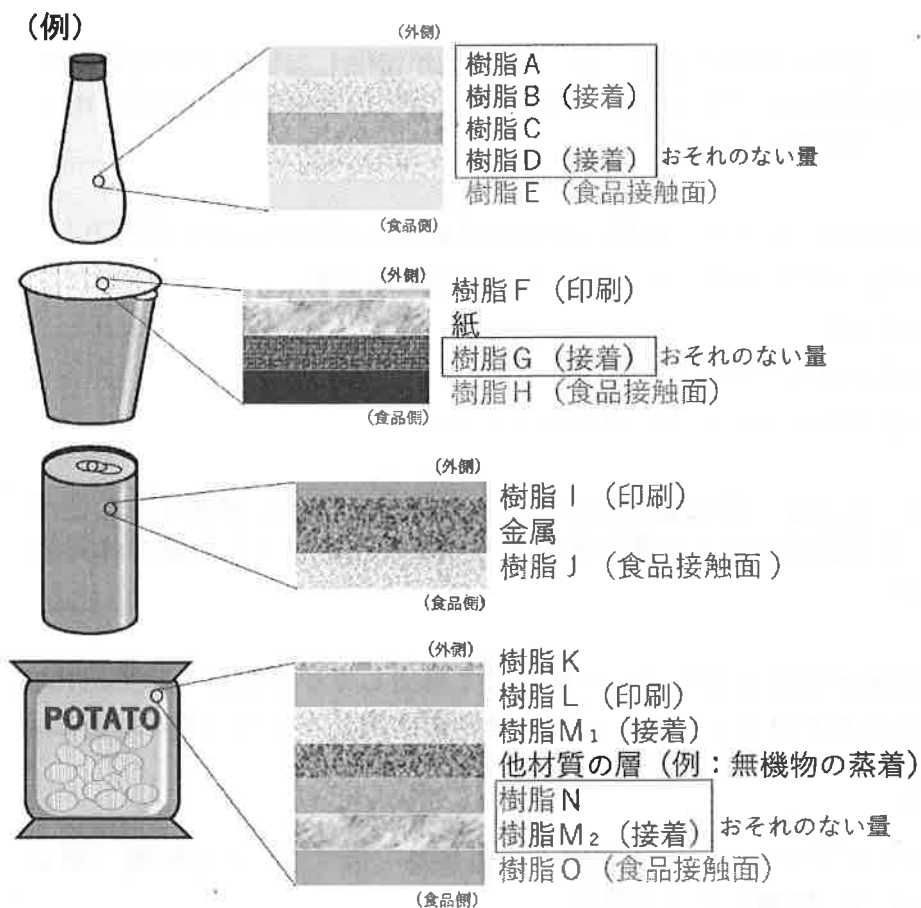 (例)
(外側)
樹脂A
樹脂B (接着)
樹脂C
樹脂D (接着) おそれのない量
樹脂E (食品接触面)
(食品側)
(外側)
樹脂F (印刷)
紙
樹脂G (接着) おそれのない量
樹脂H (食品接触面)
(食品側)
(外側)
樹脂I (印刷)
金属
樹脂J (食品接触面)
(食品側)
(外側)
樹脂K
樹脂L (印刷)
樹脂M₁ (接着)
他材質の層 (例:無機物の蒸着)
樹脂N
樹脂M₂ (接着) おそれのない量
樹脂O (食品接触面)
(食品側)
POTATO